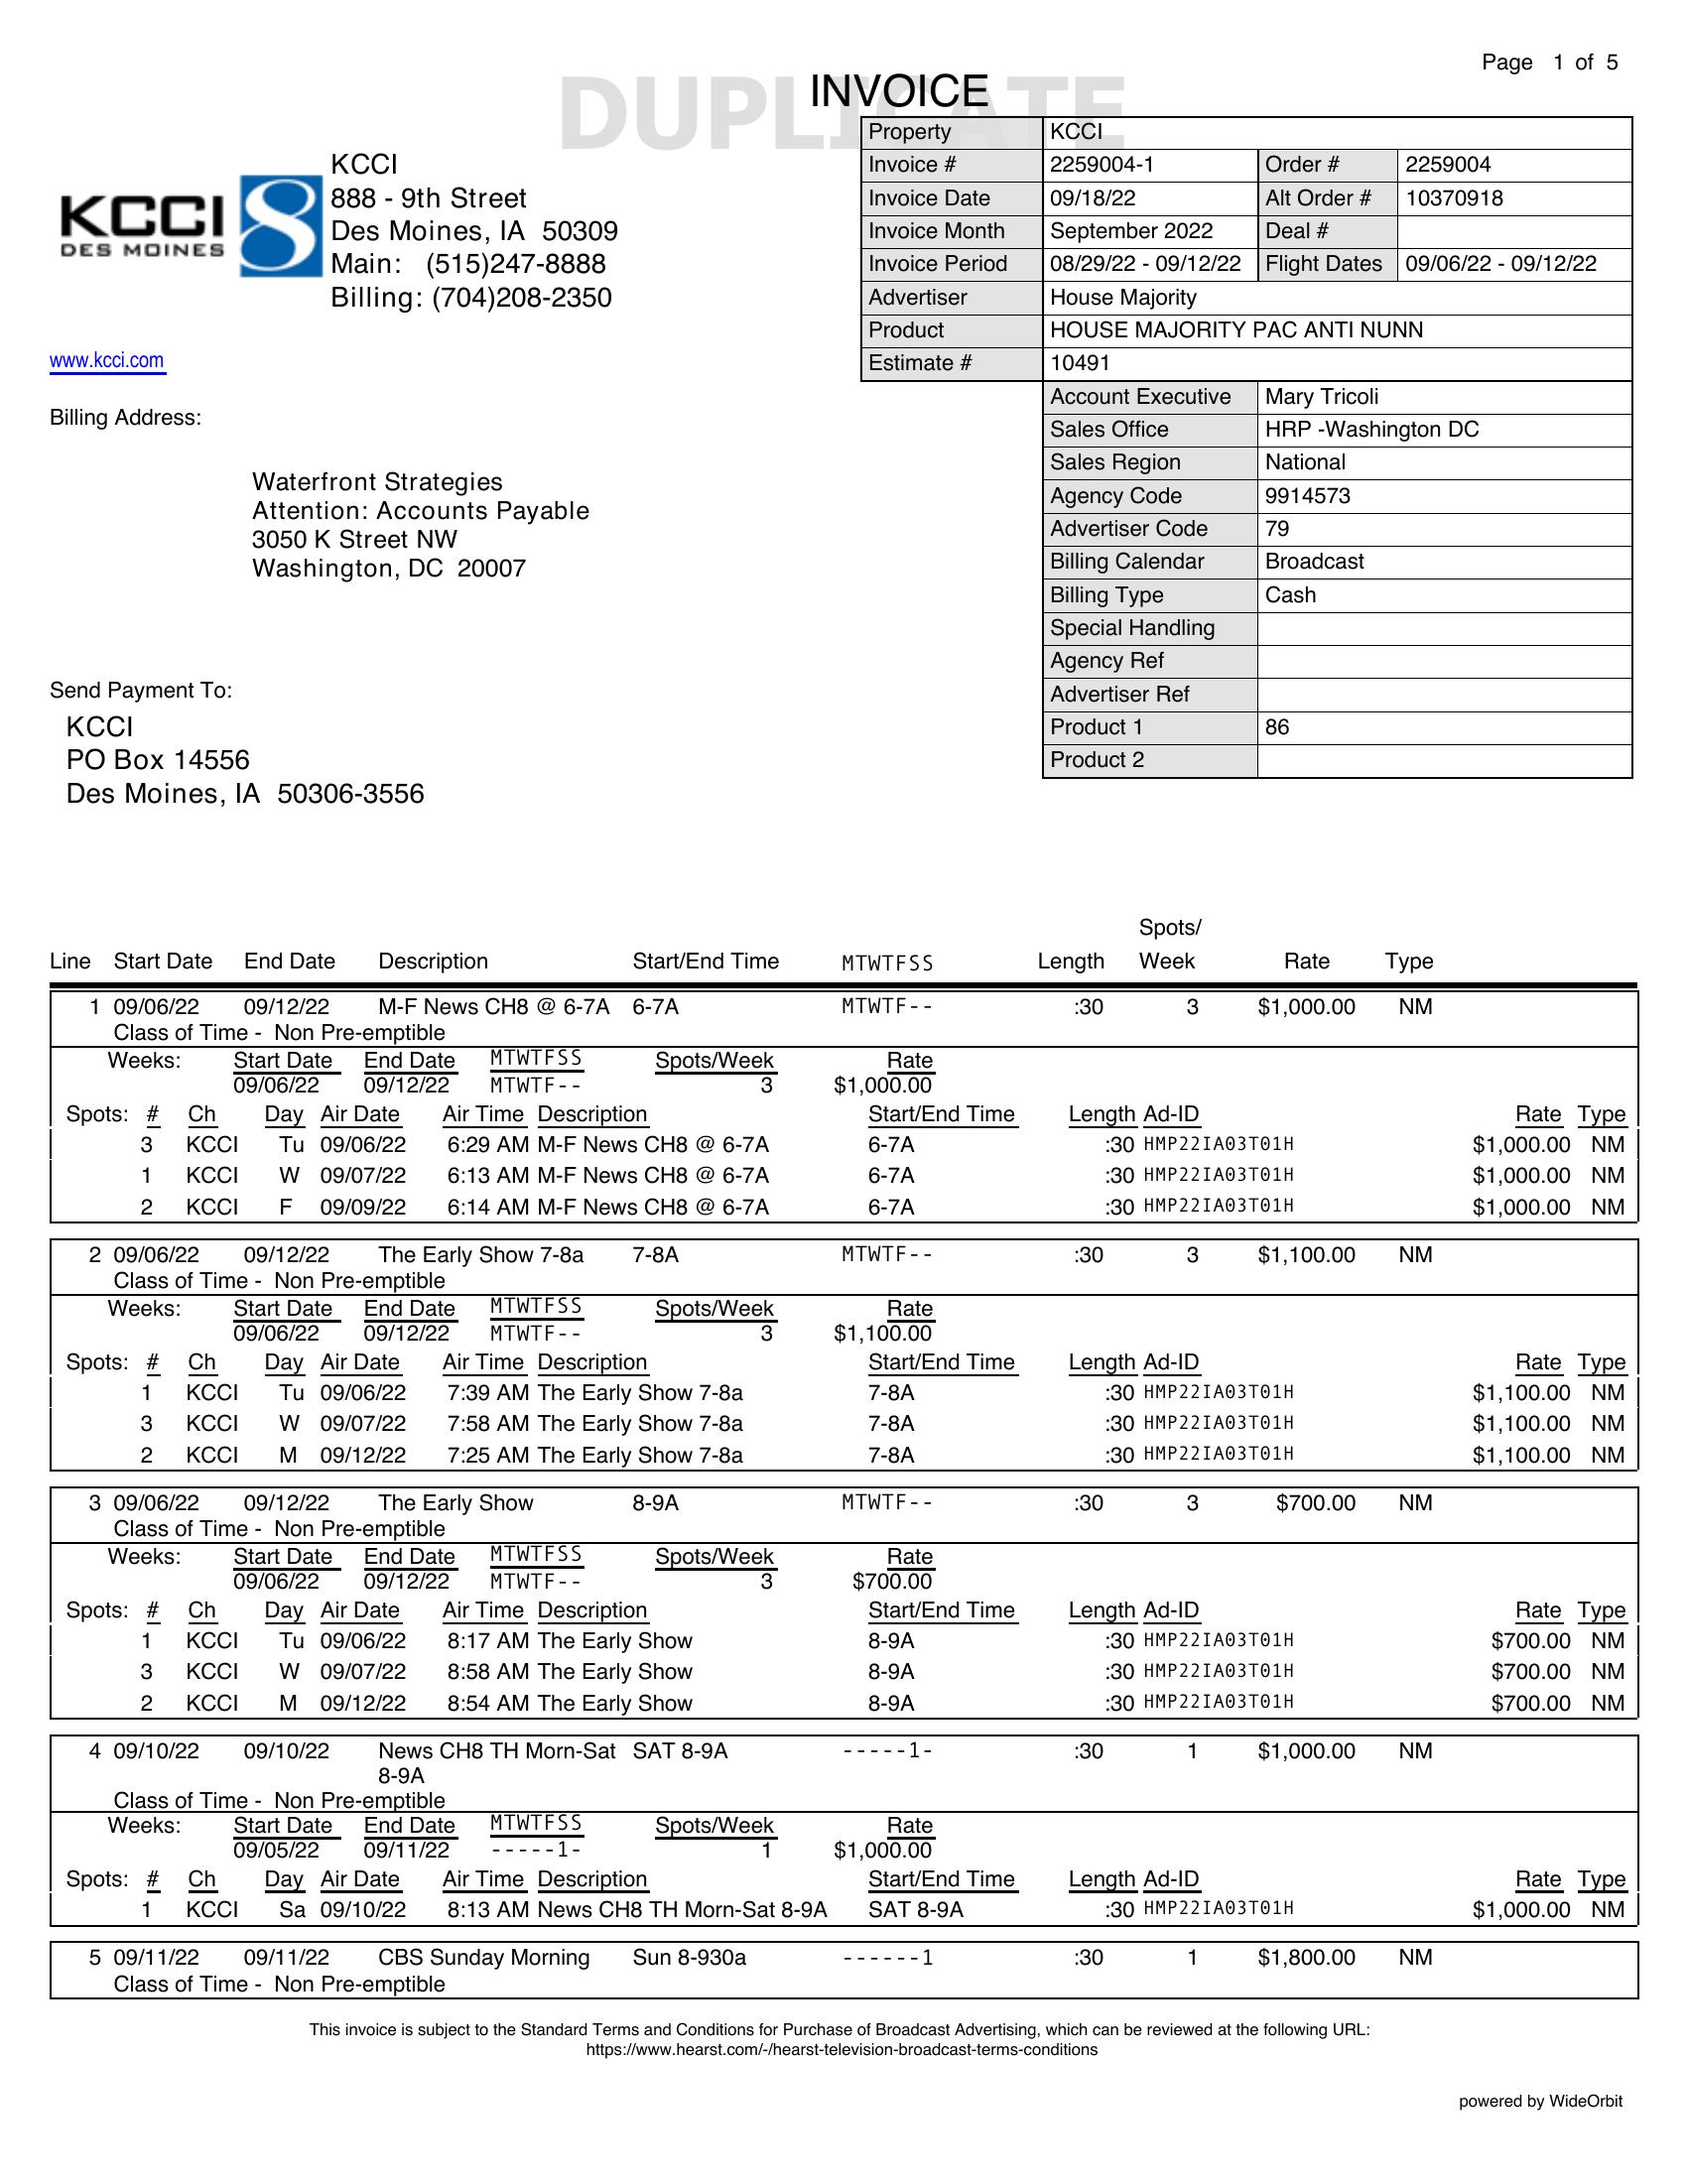 Page 1 of 5
DUPLICATE
INVOICE
KCCI
DES MOINES
8
KCCI
888 - 9th Street
Des Moines, IA 50309
Main: (515)247-8888
Billing: (704)208-2350
www.kcci.com
Property KCCI
Invoice # 2259004-1 Order # 2259004
Invoice Date 09/18/22 Alt Order # 10370918
Invoice Month September 2022 Deal #
Invoice Period 08/29/22 - 09/12/22 Flight Dates 09/06/22 - 09/12/22
Advertiser House Majority
Product HOUSE MAJORITY PAC ANTI NUNN
Estimate # 10491
Account Executive Mary Tricoli
Sales Office HRP -Washington DC
Sales Region National
Agency Code 9914573
Advertiser Code 79
Billing Calendar Broadcast
Billing Type Cash
Special Handling
Agency Ref
Advertiser Ref
Product 1 86
Product 2
Billing Address:
Waterfront Strategies
Attention: Accounts Payable
3050 K Street NW
Washington, DC 20007
Send Payment To:
KCCI
PO Box 14556
Des Moines, IA 50306-3556
Spots/
Line Start Date End Date Description Start/End Time MTWTFSS Length Week Rate Type
1 09/06/22 09/12/22 M-F News CH8 @ 6-7A 6-7A MTWTF-- :30 3 $1,000.00 NM
Class of Time - Non Pre-emptible
Weeks: Start Date End Date MTWTFSS Spots/Week Rate
09/06/22 09/12/22 MTWTF-- 3 $1,000.00
Spots: # Ch Day Air Date Air Time Description Start/End Time Length Ad-ID Rate Type
3 KCCI Tu 09/06/22 6:29 AM M-F News CH8 @ 6-7A 6-7A :30 HMP22IA03T01H $1,000.00 NM
1 KCCI W 09/07/22 6:13 AM M-F News CH8 @ 6-7A 6-7A :30 HMP22IA03T01H $1,000.00 NM
2 KCCI F 09/09/22 6:14 AM M-F News CH8 @ 6-7A 6-7A :30 HMP22IA03T01H $1,000.00 NM
2 09/06/22 09/12/22 The Early Show 7-8a 7-8A MTWTF-- :30 3 $1,100.00 NM
Class of Time - Non Pre-emptible
Weeks: Start Date End Date MTWTFSS Spots/Week Rate
09/06/22 09/12/22 MTWTF-- 3 $1,100.00
Spots: # Ch Day Air Date Air Time Description Start/End Time Length Ad-ID Rate Type
1 KCCI Tu 09/06/22 7:39 AM The Early Show 7-8a 7-8A :30 HMP22IA03T01H $1,100.00 NM
3 KCCI W 09/07/22 7:58 AM The Early Show 7-8a 7-8A :30 HMP22IA03T01H $1,100.00 NM
2 KCCI M 09/12/22 7:25 AM The Early Show 7-8a 7-8A :30 HMP22IA03T01H $1,100.00 NM
3 09/06/22 09/12/22 The Early Show 8-9A MTWTF-- :30 3 $700.00 NM
Class of Time - Non Pre-emptible
Weeks: Start Date End Date MTWTFSS Spots/Week Rate
09/06/22 09/12/22 MTWTF-- 3 $700.00
Spots: # Ch Day Air Date Air Time Description Start/End Time Length Ad-ID Rate Type
1 KCCI Tu 09/06/22 8:17 AM The Early Show 8-9A :30 HMP22IA03T01H $700.00 NM
3 KCCI W 09/07/22 8:58 AM The Early Show 8-9A :30 HMP22IA03T01H $700.00 NM
2 KCCI M 09/12/22 8:54 AM The Early Show 8-9A :30 HMP22IA03T01H $700.00 NM
4 09/10/22 09/10/22 News CH8 TH Morn-Sat SAT 8-9A -----1- :30 1 $1,000.00 NM
8-9A
Class of Time - Non Pre-emptible
Weeks: Start Date End Date MTWTFSS Spots/Week Rate
09/05/22 09/11/22 -----1- 1 $1,000.00
Spots: # Ch Day Air Date Air Time Description Start/End Time Length Ad-ID Rate Type
1 KCCI Sa 09/10/22 8:13 AM News CH8 TH Morn-Sat 8-9A SAT 8-9A :30 HMP22IA03T01H $1,000.00 NM
5 09/11/22 09/11/22 CBS Sunday Morning Sun 8-930a ------1 :30 1 $1,800.00 NM
Class of Time - Non Pre-emptible
This invoice is subject to the Standard Terms and Conditions for Purchase of Broadcast Advertising, which can be reviewed at the following URL:
https://www.hearst.com/-/hearst-television-broadcast-terms-conditions
powered by WideOrbit